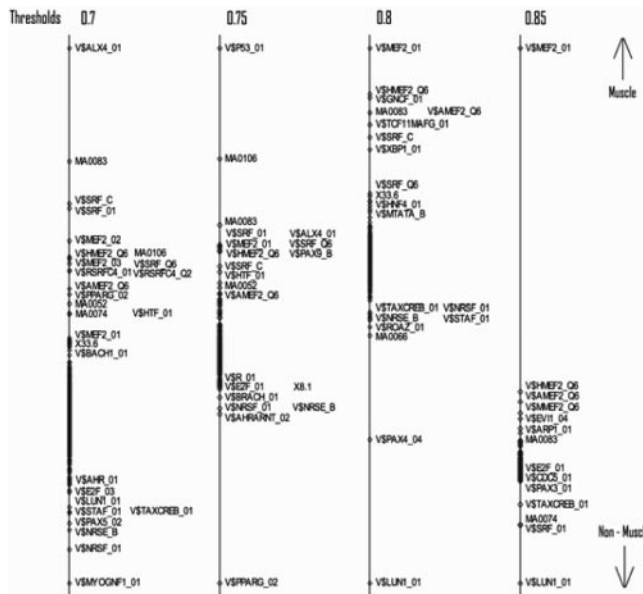 Thresholds 0.7 0.75 0.8 0.85
V$ALX4_01
MA0083
V$SRF_C
V$SRF_01
V$MEF2_02
V$HMEF2_Q6 MA0106
V$MEF2_03 V$SRF_Q6
V$RSRFC4_01 V$RSRFC4_Q2
V$AMEF2_Q6
V$PPARG_02
MA0052
MA0074 V$HTF_01
V$MEF2_01
X33.6
V$BACH1_01
V$AHR_01
V$E2F_03
V$LUN1_01
V$STAF_01 V$TAXCREB_01
V$PAX5_02
V$NRSE_B
V$NRSF_01
V$MYOGNF1_01
V$P53_01
MA0106
MA0083
V$SRF_01 V$ALX4_01
V$MEF2_01 V$SRF_Q6
V$HMEF2_Q6 V$PAX9_B
V$SRF_C
V$HTF_01
MA0052
V$AMEF2_Q6
V$R_01
V$E2F_01 X8.1
V$BRACH_01
V$NRSF_01 V$NRSE_B
V$AHRARNT_02
V$PPARG_02
V$MEF2_01
V$HMEF2_Q6
V$GNCF_01
MA0083 V$AMEF2_Q6
V$TCF11MAFG_01
V$SRF_C
V$XBP1_01
V$SRF_Q6
X33.6
V$HNF4_01
V$MTATA_B
V$TAXCREB_01 V$NRSF_01
V$NRSE_B V$STAF_01
V$ROAZ_01
MA0066
V$PAX4_04
V$LUN1_01
V$MEF2_01
V$HMEF2_Q6
V$AMEF2_Q6
V$MMEF2_Q6
V$EVI1_04
V$ARP1_01
MA0083
V$E2F_01
V$CDC5_01
V$PAX3_01
V$TAXCREB_01
MA0074
V$SRF_01
V$LUN1_01
Muscle
Non - Muscle